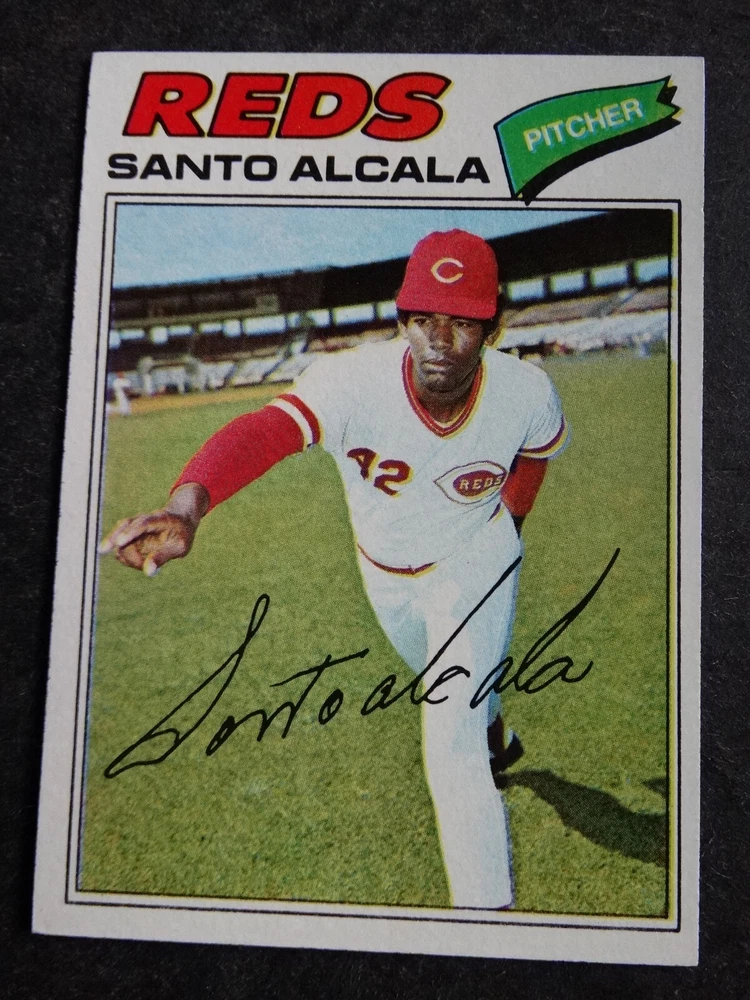 REDS
PITCHER
SANTO ALCALA
C
42
REDS
Santo alcala